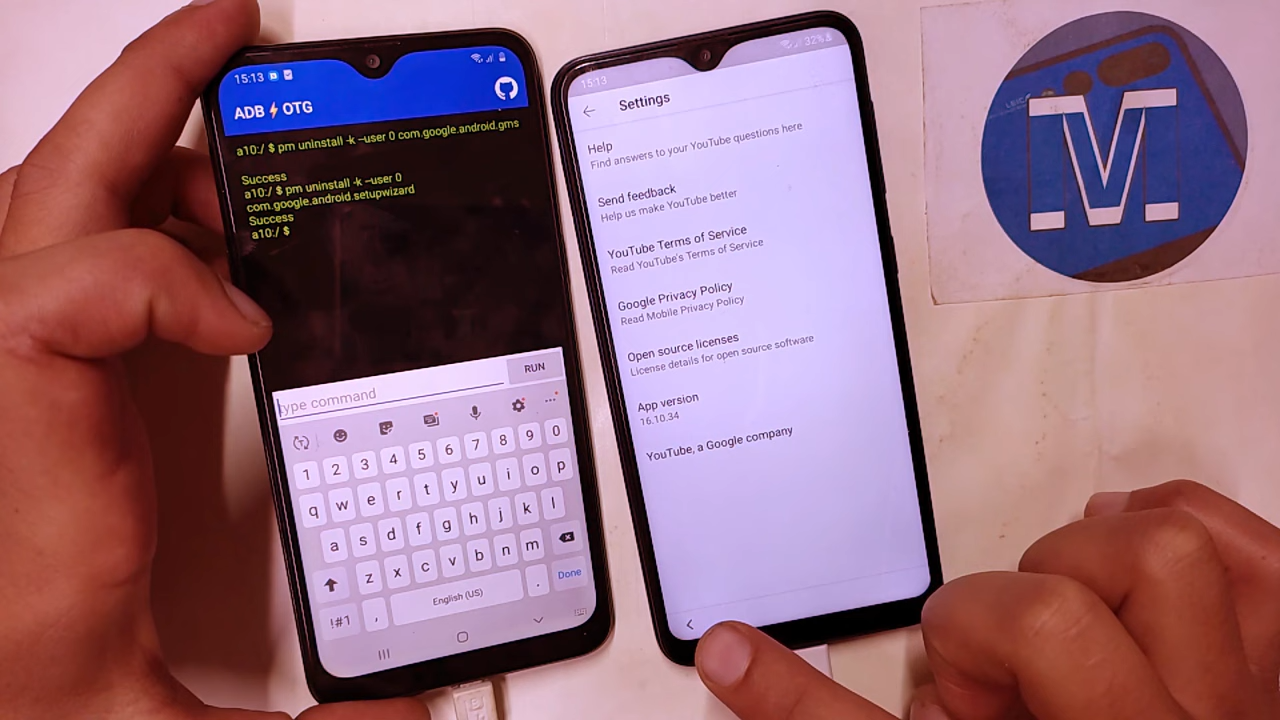 15:13
ADB⚡OTG
a10:/ $ pm uninstall -k –user 0 com.google.android.gms
Success
a10:/ $ pm uninstall -k –user 0
com.google.android.setupwizard
Success
a10:/ $
type command
RUN
1 2 3 4 5 6 7 8 9 0
q w e r t y u i o p
a s d f g h j k l
z x c v b n m
!#1 , English (US) . Done
15:13
32%
Settings
Help
Find answers to your YouTube questions here
Send feedback
Help us make YouTube better
YouTube Terms of Service
Read YouTube's Terms of Service
Google Privacy Policy
Read Mobile Privacy Policy
Open source licenses
License details for open source software
App version
16.10.34
YouTube, a Google company
M